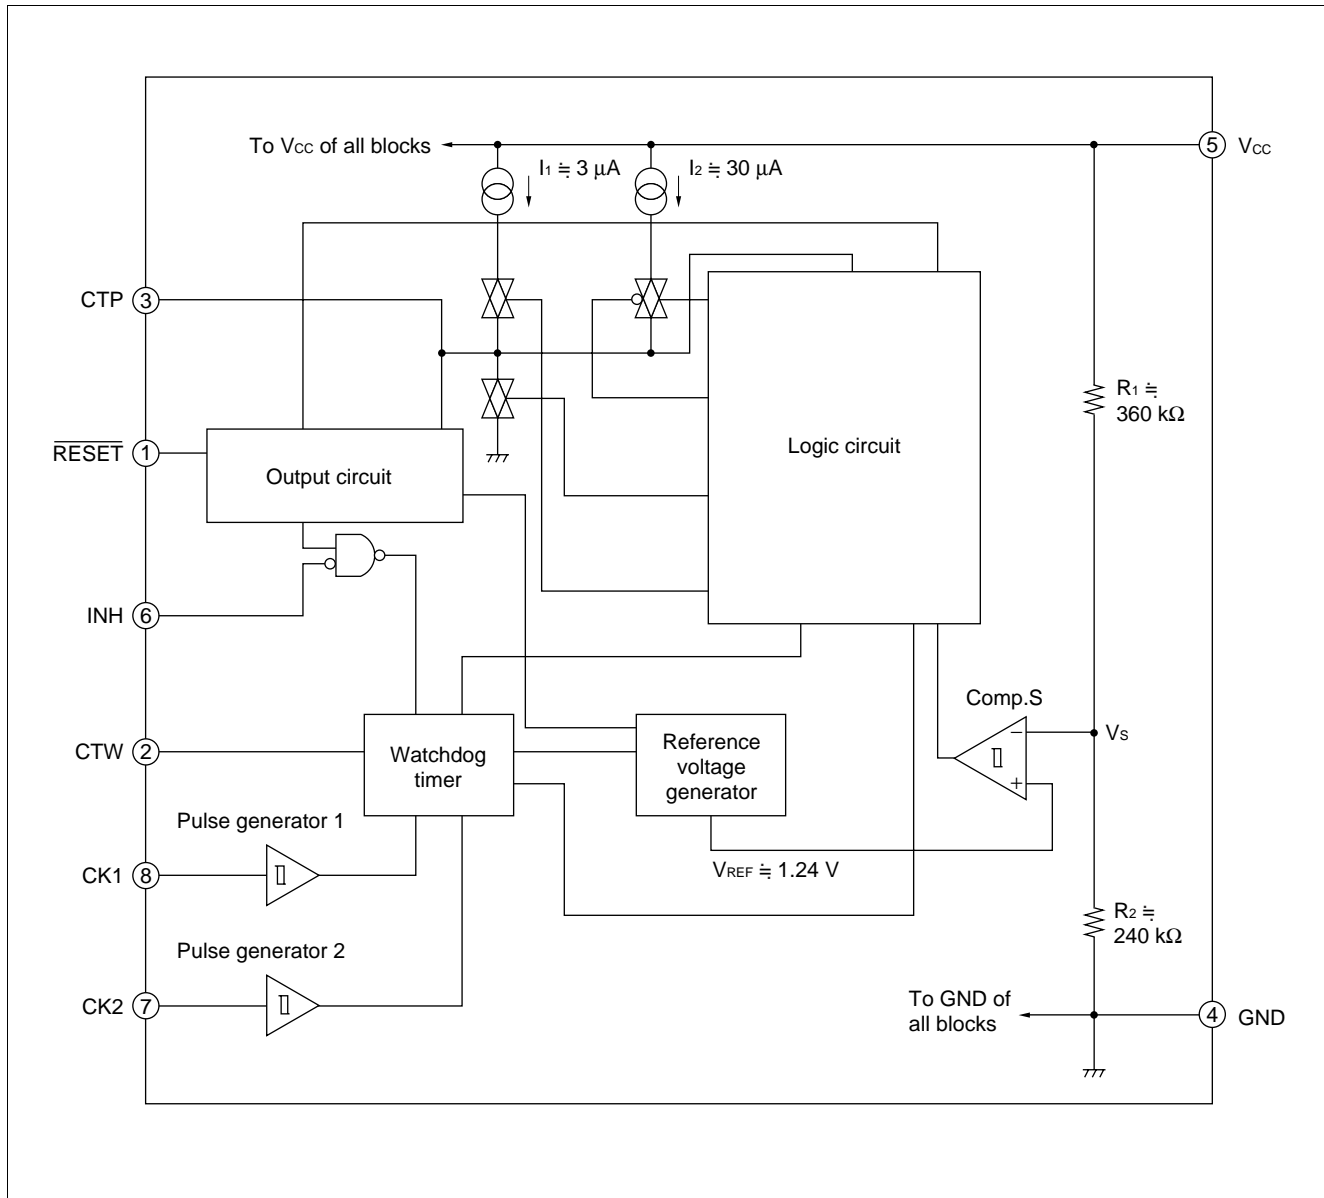 To VCC of all blocks
I1 ≒ 3 μA
I2 ≒ 30 μA
5
VCC
CTP
3
R1 ≒
360 kΩ
RESET
1
Output circuit
Logic circuit
INH
6
Comp.S
CTW
2
Watchdog
timer
Reference
voltage
generator
−
+
VS
Pulse generator 1
CK1
8
VREF ≒ 1.24 V
R2 ≒
240 kΩ
Pulse generator 2
CK2
7
To GND of
all blocks
4
GND